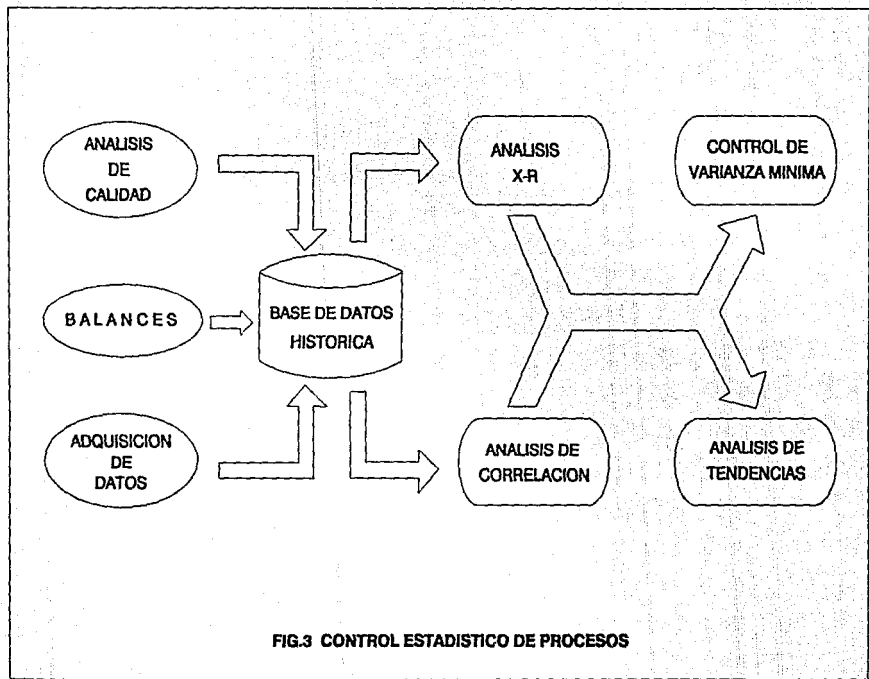 ANALISIS
DE
CALIDAD
BALANCES
ADQUISICION
DE
DATOS
BASE DE DATOS
HISTORICA
ANALISIS
X-R
ANALISIS DE
CORRELACION
CONTROL DE
VARIANZA MINIMA
ANALISIS DE
TENDENCIAS
FIG.3 CONTROL ESTADISTICO DE PROCESOS